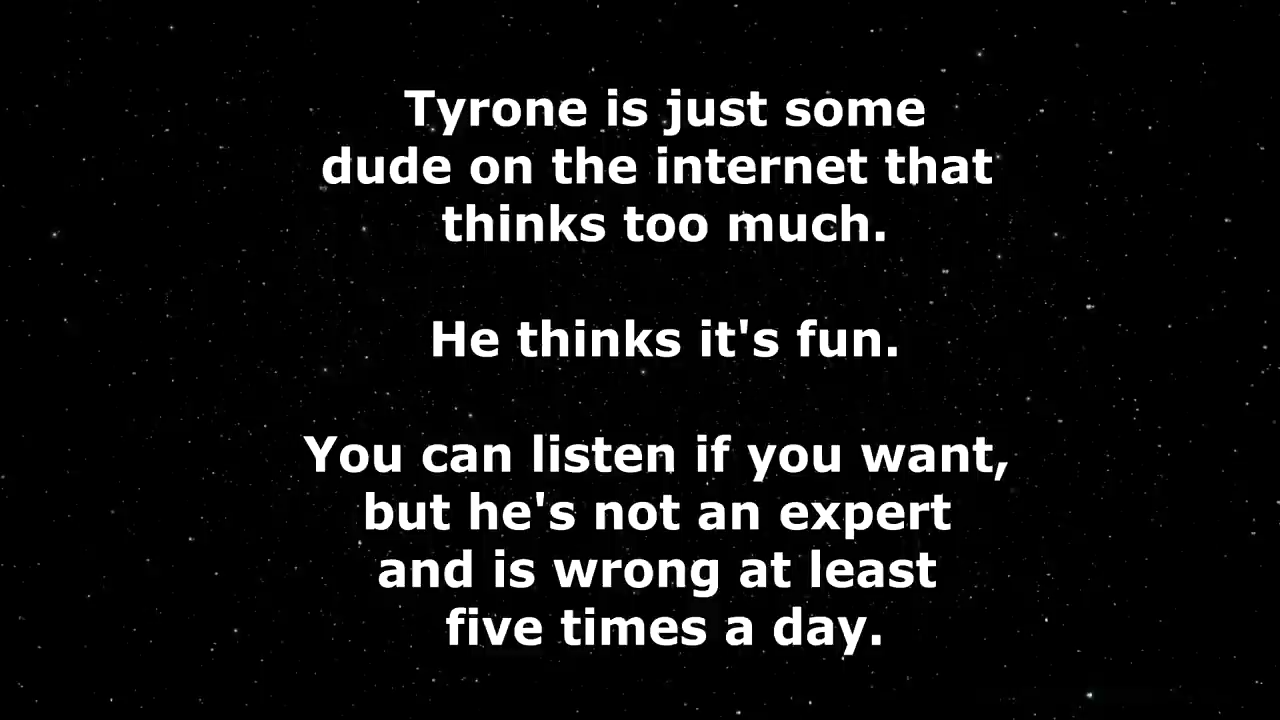 Tyrone is just some
dude on the internet that
thinks too much.
He thinks it's fun.
You can listen if you want,
but he's not an expert
and is wrong at least
five times a day.